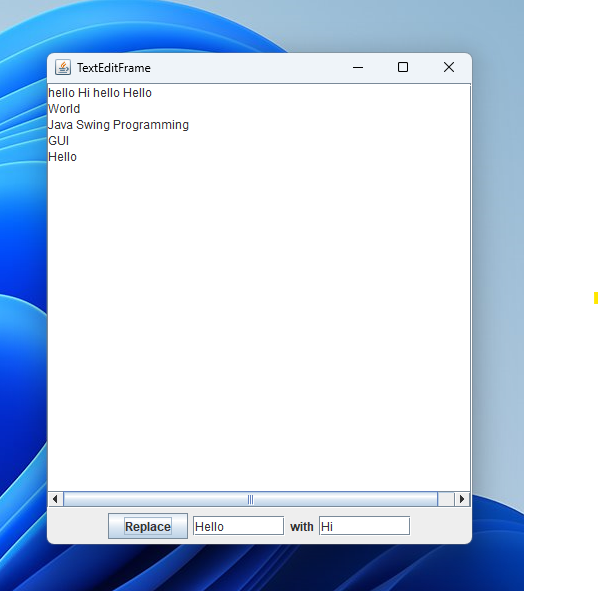 TextEditFrame
hello Hi hello Hello
World
Java Swing Programming
GUI
Hello
Replace Hello with Hi